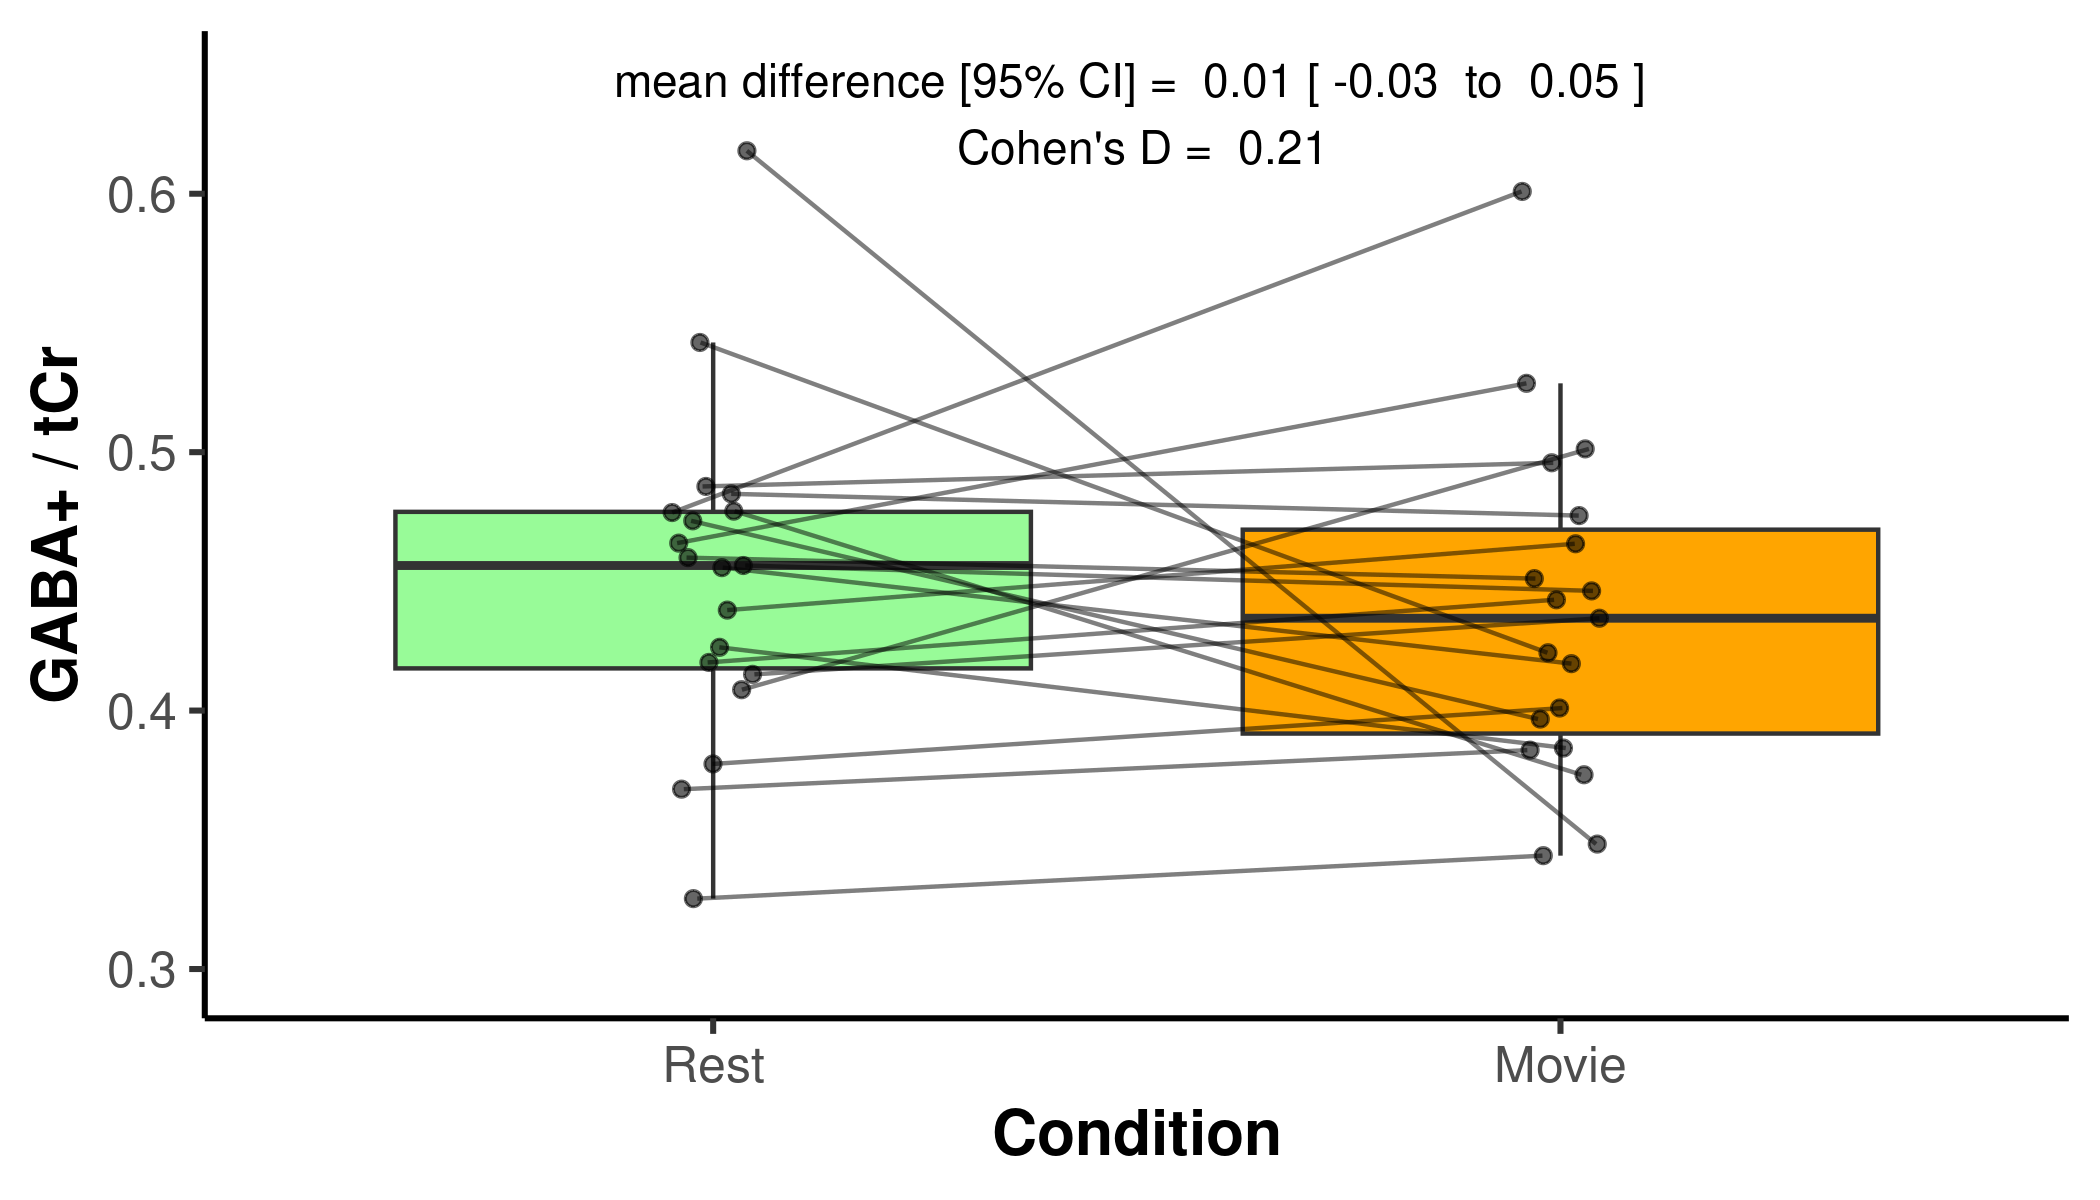 mean difference [95% CI] = 0.01 [ -0.03 to 0.05 ]
Cohen's D = 0.21
GABA+ / tCr
0.6
0.5
0.4
0.3
Rest
Movie
Condition